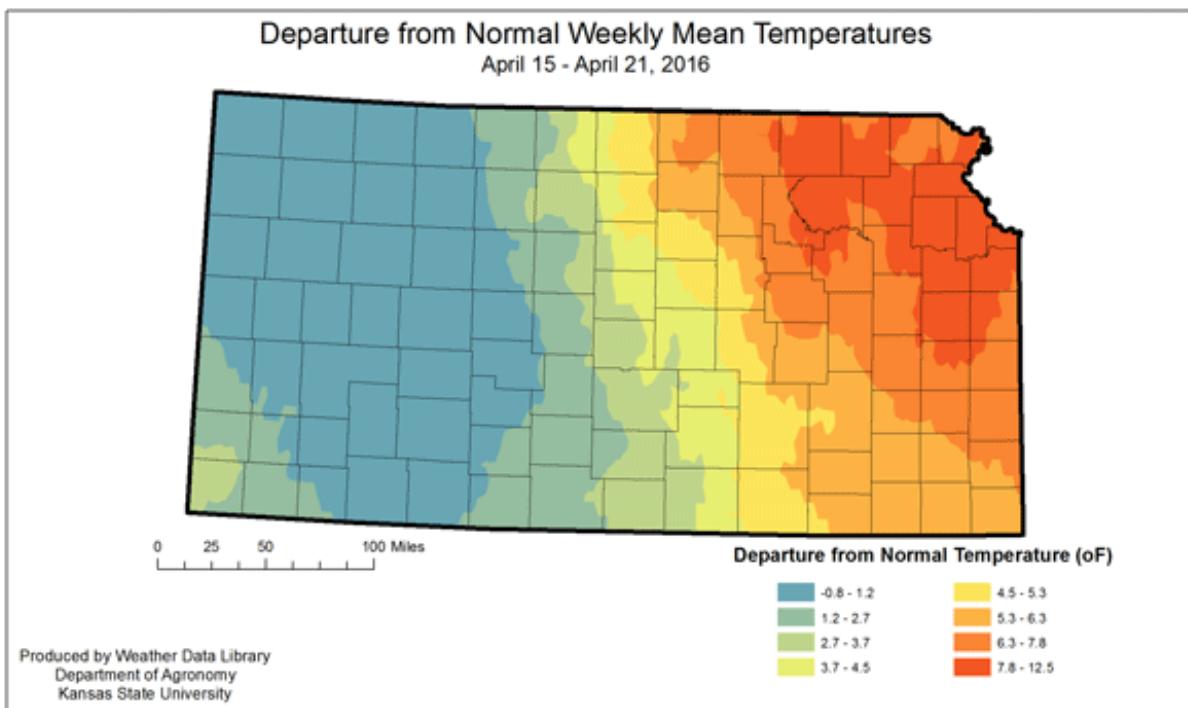 Departure from Normal Weekly Mean Temperatures
April 15 - April 21, 2016
0 25 50 100 Miles
Departure from Normal Temperature (oF)
-0.8 - 1.2
1.2 - 2.7
2.7 - 3.7
3.7 - 4.5
4.5 - 5.3
5.3 - 6.3
6.3 - 7.8
7.8 - 12.5
Produced by Weather Data Library
Department of Agronomy
Kansas State University